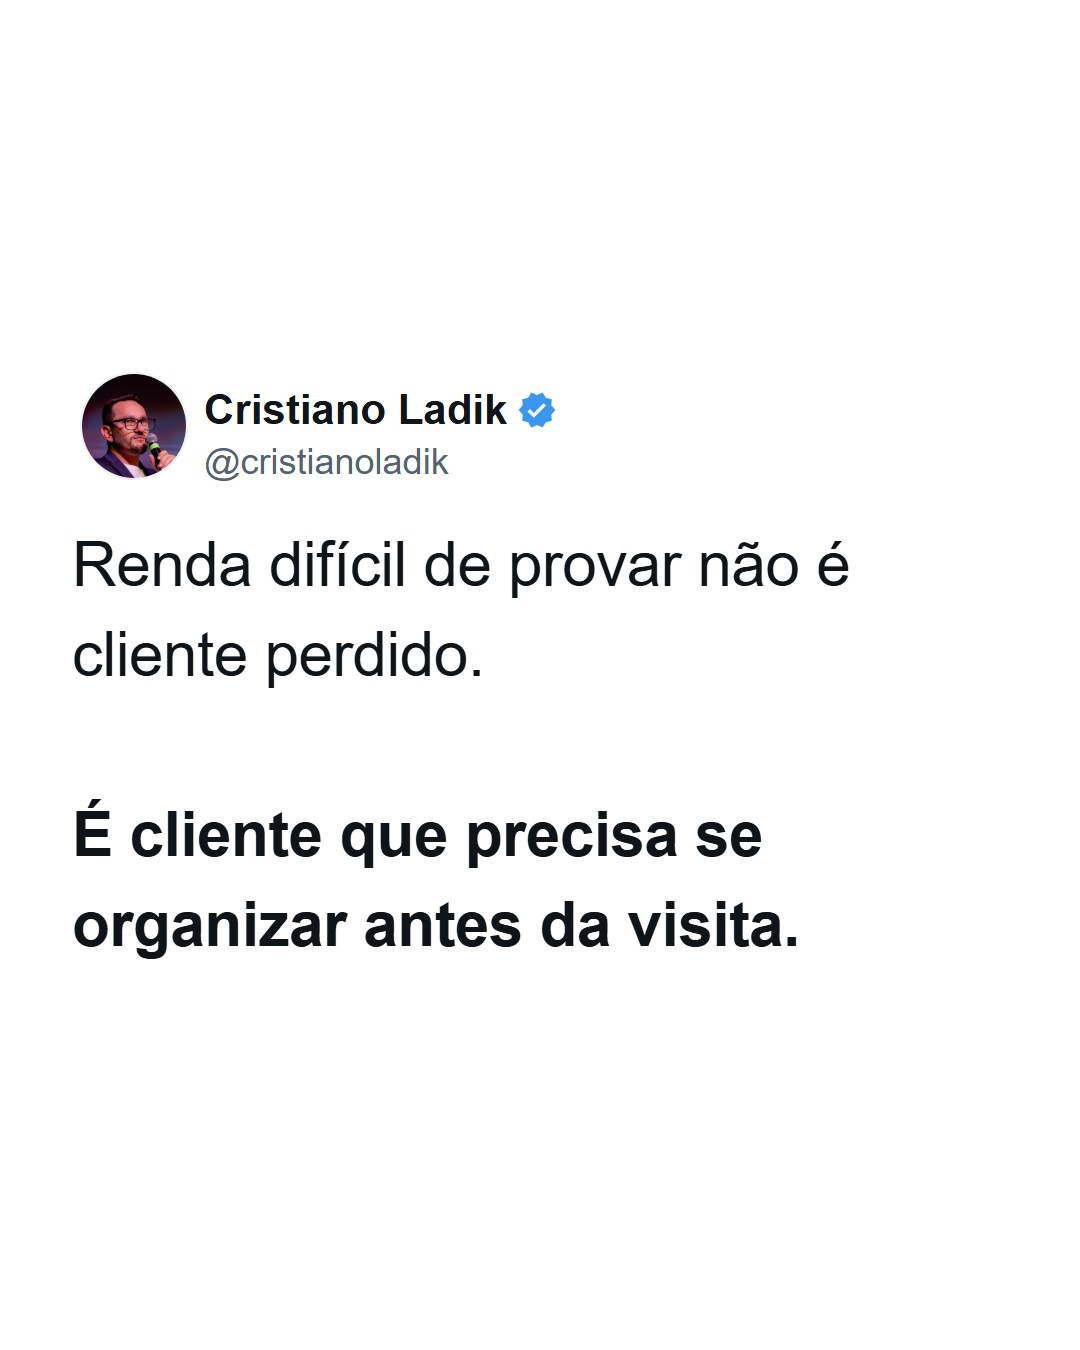 Cristiano Ladik
@cristianoladik
Renda difícil de provar não é
cliente perdido.
É cliente que precisa se
organizar antes da visita.